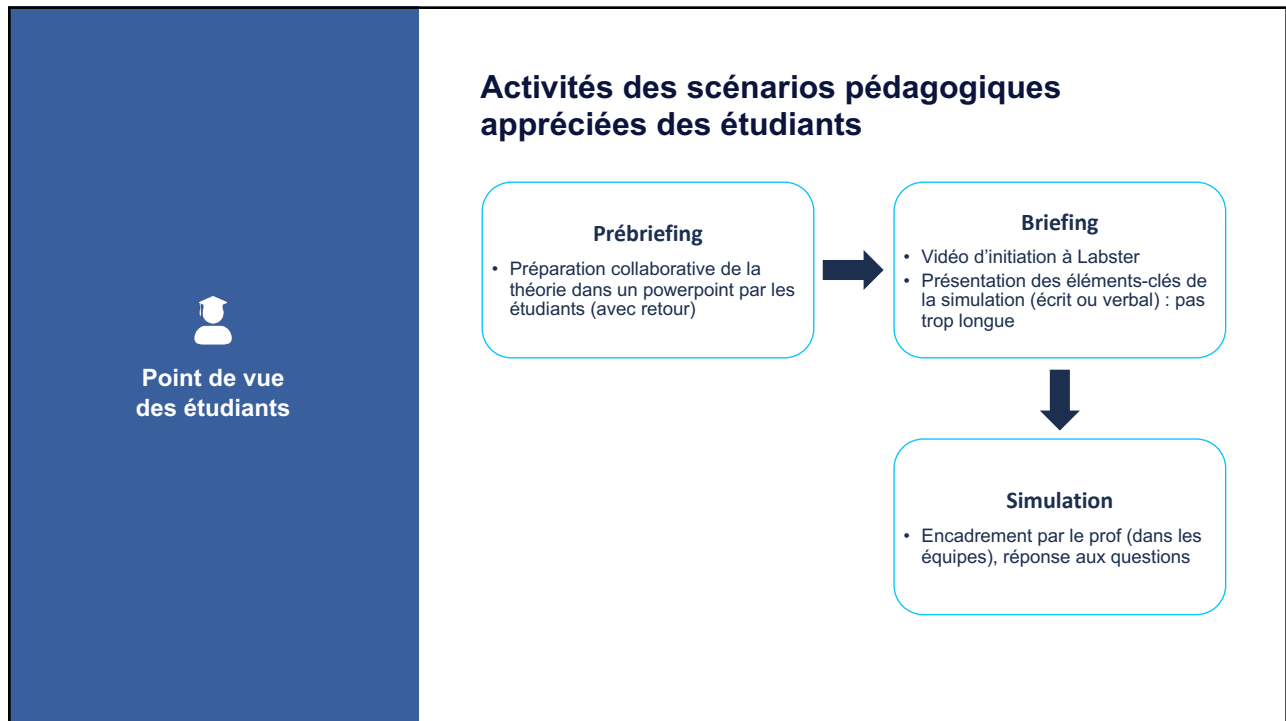 Activités des scénarios pédagogiques
appréciées des étudiants
Point de vue
des étudiants
Prébriefing
• Préparation collaborative de la
théorie dans un powerpoint par les
étudiants (avec retour)
Briefing
• Vidéo d’initiation à Labster
• Présentation des éléments-clés de
la simulation (écrit ou verbal) : pas
trop longue
Simulation
• Encadrement par le prof (dans les
équipes), réponse aux questions